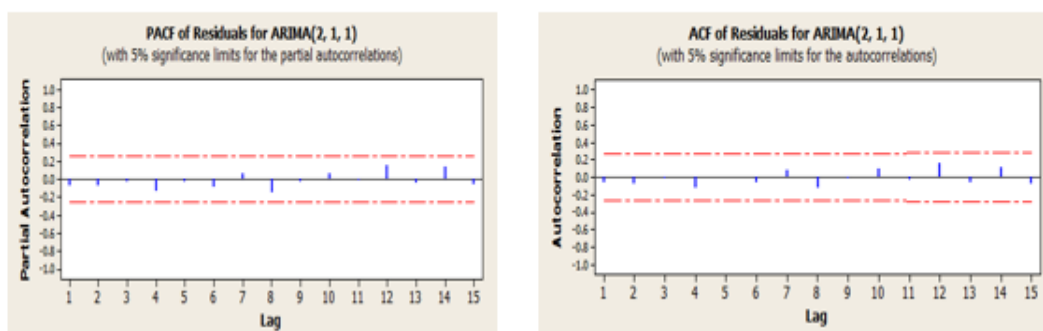 PACF of Residuals for ARIMA(2, 1, 1)
(with 5% significance limits for the partial autocorrelations)
Partial Autocorrelation
1.0
0.8
0.6
0.4
0.2
0.0
-0.2
-0.4
-0.6
-0.8
-1.0
1 2 3 4 5 6 7 8 9 10 11 12 13 14 15
Lag
ACF of Residuals for ARIMA(2, 1, 1)
(with 5% significance limits for the autocorrelations)
Autocorrelation
1.0
0.8
0.6
0.4
0.2
0.0
-0.2
-0.4
-0.6
-0.8
-1.0
1 2 3 4 5 6 7 8 9 10 11 12 13 14 15
Lag